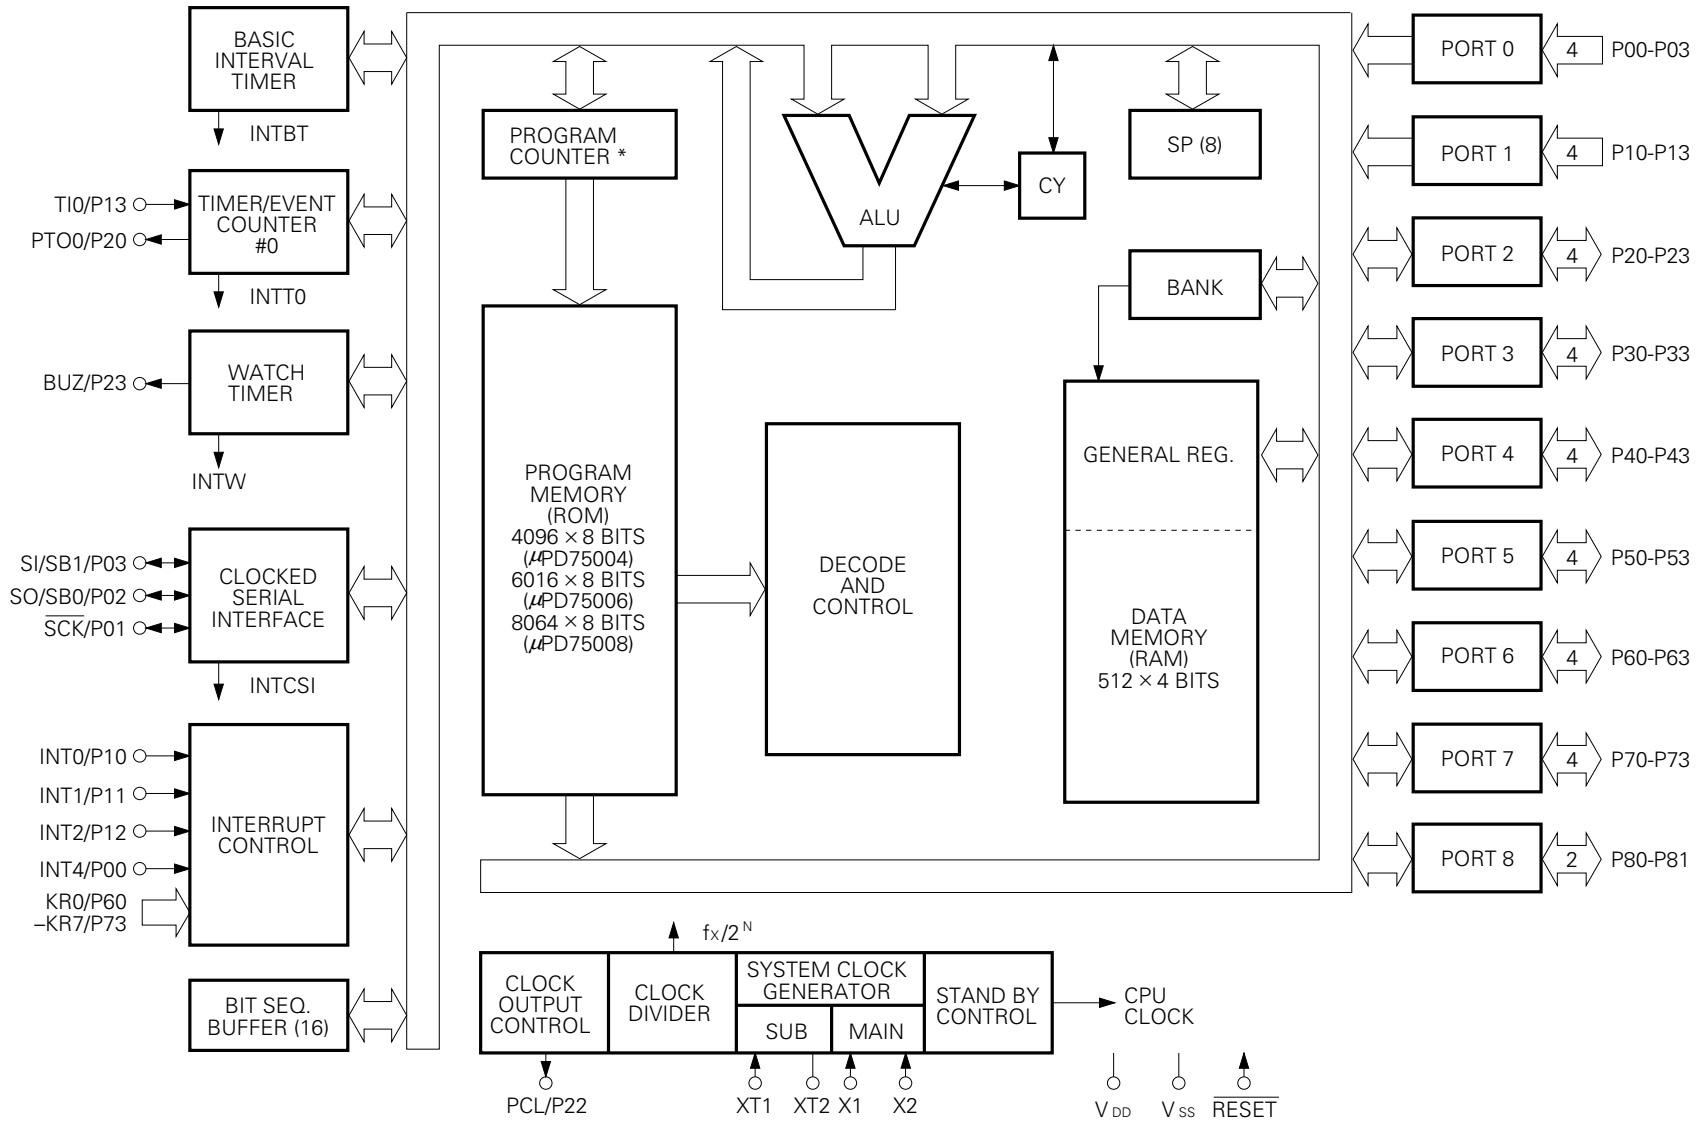 BASIC
INTERVAL
TIMER
INTBT
TI0/P13
PTO0/P20
TIMER/EVENT
COUNTER
#0
INTT0
BUZ/P23
WATCH
TIMER
INTW
SI/SB1/P03
SO/SB0/P02
SCK/P01
CLOCKED
SERIAL
INTERFACE
INTCSI
INT0/P10
INT1/P11
INT2/P12
INT4/P00
KR0/P60
–KR7/P73
INTERRUPT
CONTROL
BIT SEQ.
BUFFER (16)
PROGRAM
COUNTER *
ALU
CY
SP (8)
BANK
PROGRAM
MEMORY
(ROM)
4096 × 8 BITS
(μPD75004)
6016 × 8 BITS
(μPD75006)
8064 × 8 BITS
(μPD75008)
DECODE
AND
CONTROL
GENERAL REG.
DATA
MEMORY
(RAM)
512 × 4 BITS
PORT 0 4 P00-P03
PORT 1 4 P10-P13
PORT 2 4 P20-P23
PORT 3 4 P30-P33
PORT 4 4 P40-P43
PORT 5 4 P50-P53
PORT 6 4 P60-P63
PORT 7 4 P70-P73
PORT 8 2 P80-P81
fx/2 N
CLOCK
OUTPUT
CONTROL
CLOCK
DIVIDER
SYSTEM CLOCK
GENERATOR
SUB
MAIN
STAND BY
CONTROL
CPU
CLOCK
PCL/P22
XT1
XT2
X1
X2
VDD
VSS
RESET